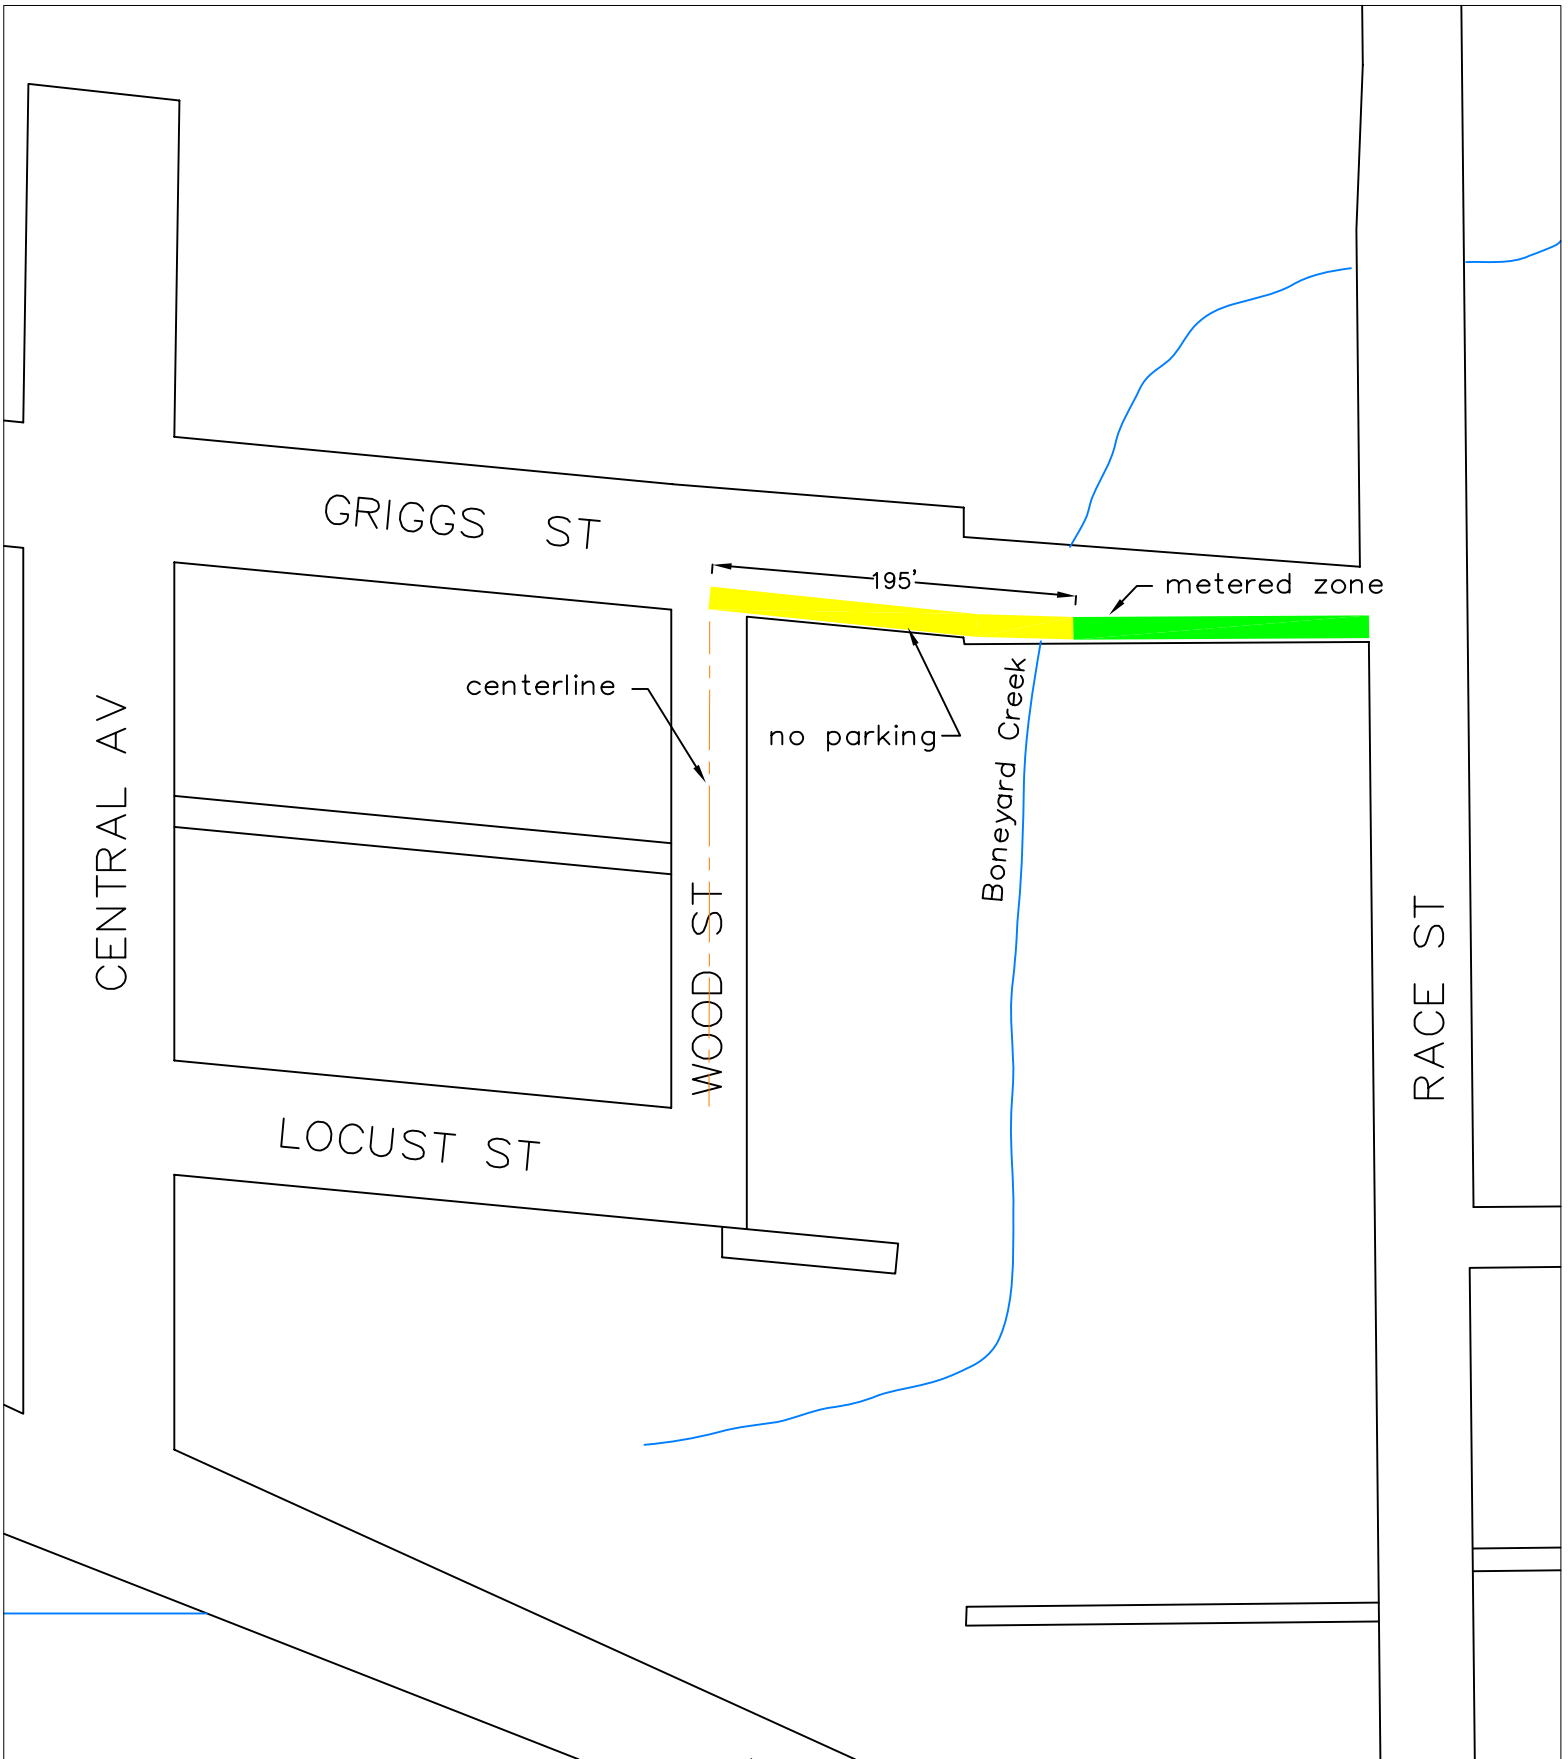 GRIGGS ST
195'
metered zone
centerline
no parking
Boneyard Creek
CENTRAL AV
WOOD ST
RACE ST
LOCUST ST